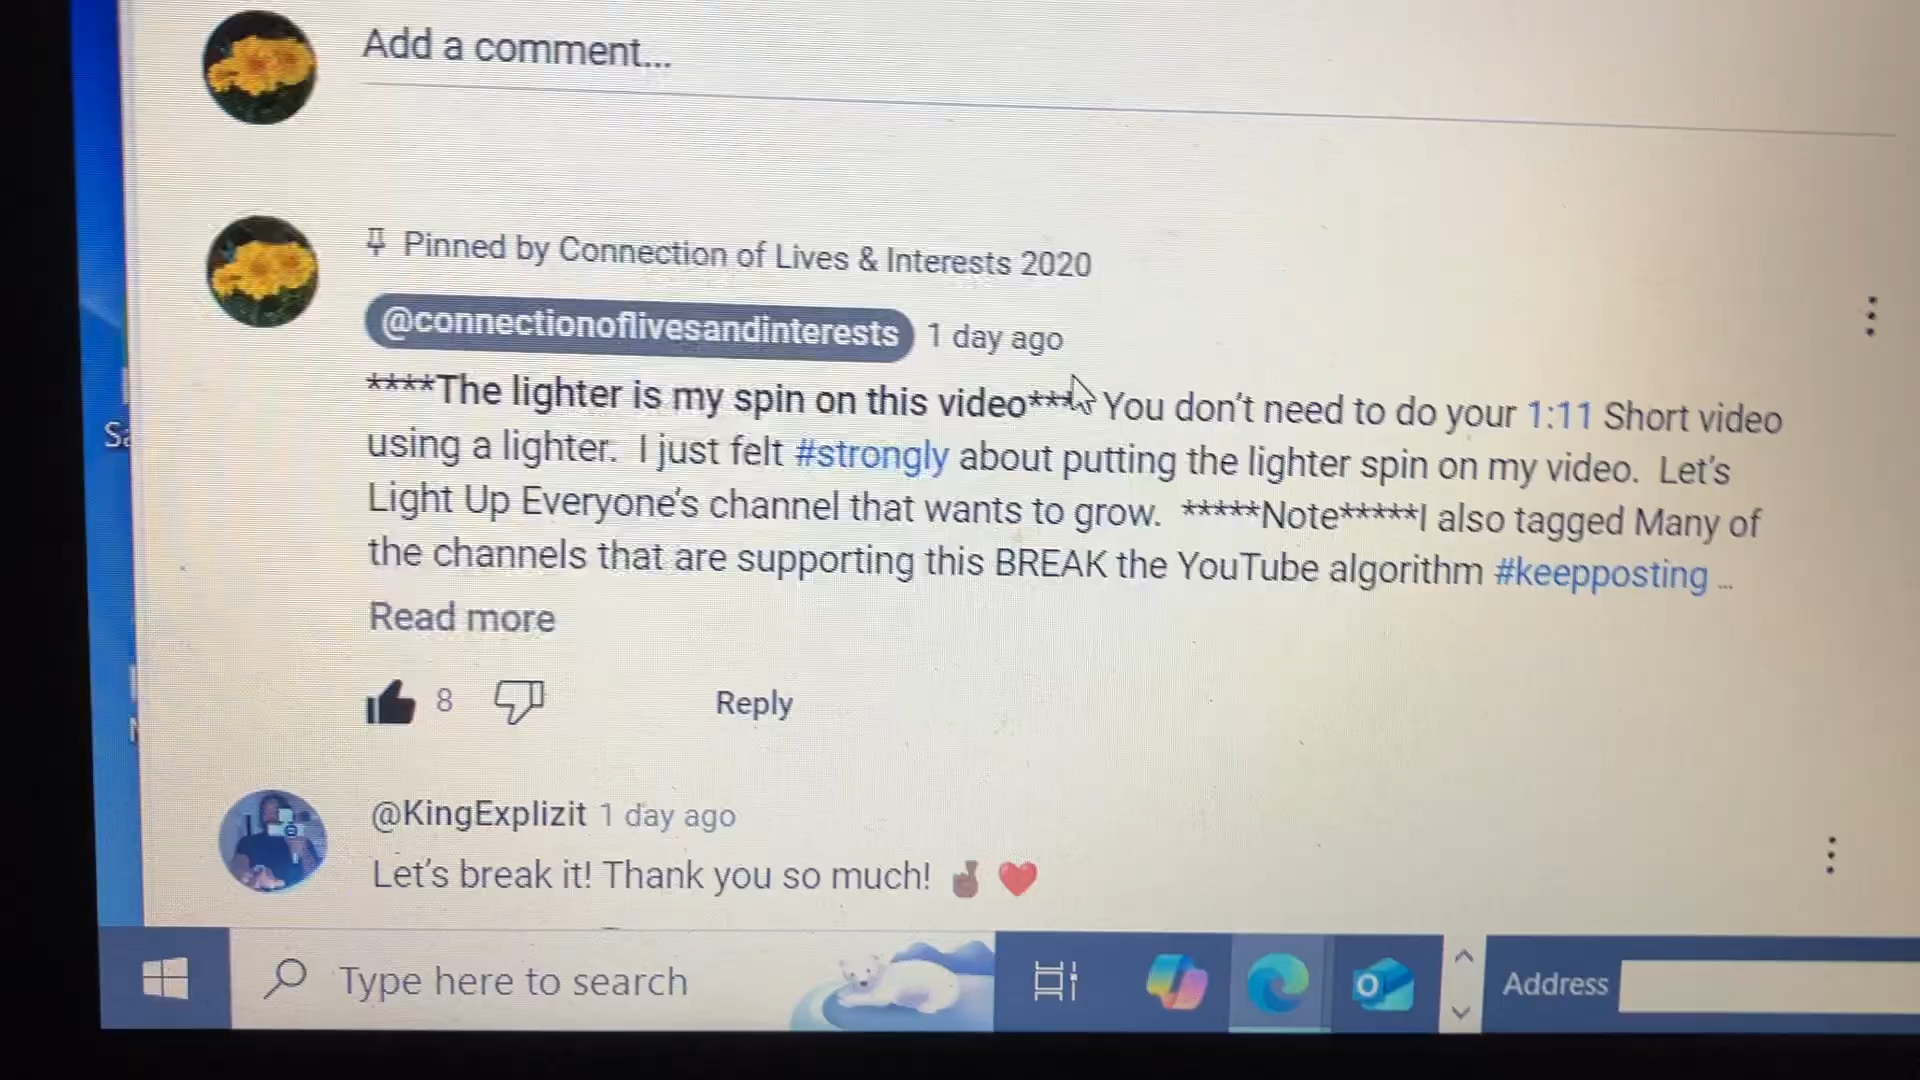 Add a comment...
Pinned by Connection of Lives & Interests 2020
@connectionoflivesandinterests 1 day ago
****The lighter is my spin on this video**** You don't need to do your 1:11 Short video
using a lighter. I just felt #strongly about putting the lighter spin on my video. Let's
Light Up Everyone's channel that wants to grow. *****Note*****I also tagged Many of
the channels that are supporting this BREAK the YouTube algorithm #keepposting ...
Read more
8 Reply
@KingExplizit 1 day ago
Let's break it! Thank you so much!
Type here to search
Address